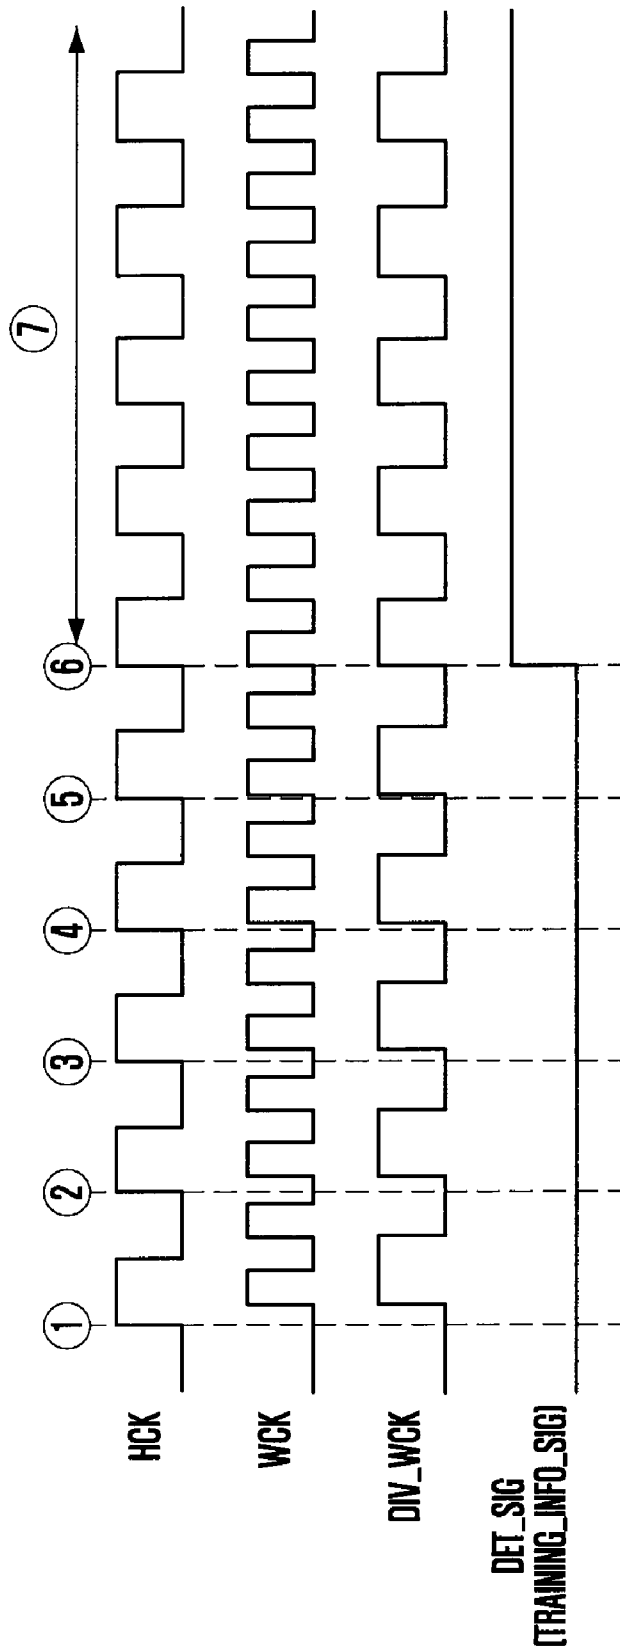 ①
②
③
④
⑤
⑥
⑦
HCK
WCK
DIV_WCK
DET_SIG
(TRAINING_INFO_SIG)